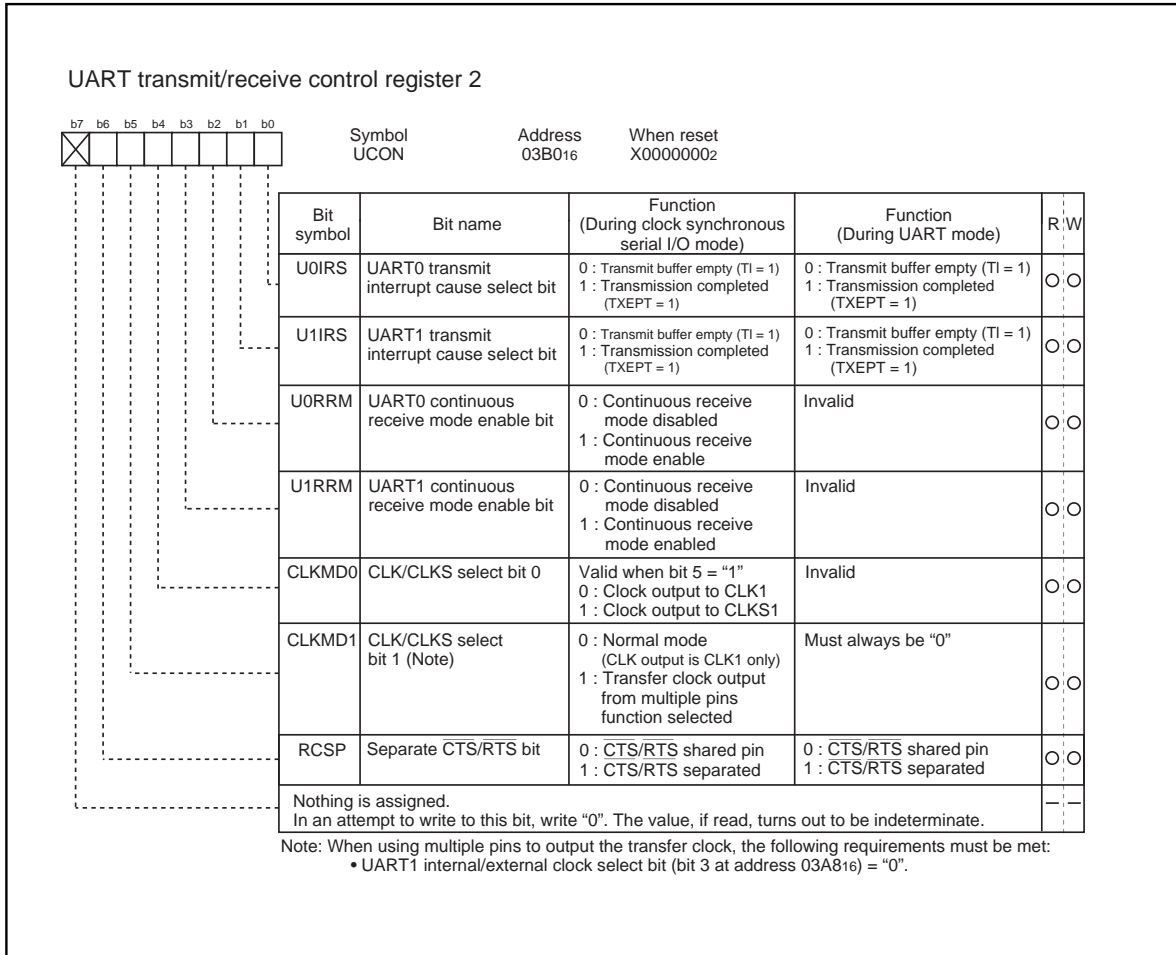 UART transmit/receive control register 2
b7 b6 b5 b4 b3 b2 b1 b0
Symbol Address When reset
UCON 03B016 X00000002
Bit symbol
Bit name
Function
(During clock synchronous
serial I/O mode)
Function
(During UART mode)
R W
U0IRS
UART0 transmit
interrupt cause select bit
0 : Transmit buffer empty (TI = 1)
1 : Transmission completed
(TXEPT = 1)
0 : Transmit buffer empty (TI = 1)
1 : Transmission completed
(TXEPT = 1)
U1IRS
UART1 transmit
interrupt cause select bit
0 : Transmit buffer empty (TI = 1)
1 : Transmission completed
(TXEPT = 1)
0 : Transmit buffer empty (TI = 1)
1 : Transmission completed
(TXEPT = 1)
U0RRM
UART0 continuous
receive mode enable bit
0 : Continuous receive
mode disabled
1 : Continuous receive
mode enable
Invalid
U1RRM
UART1 continuous
receive mode enable bit
0 : Continuous receive
mode disabled
1 : Continuous receive
mode enabled
Invalid
CLKMD0
CLK/CLKS select bit 0
Valid when bit 5 = “1”
0 : Clock output to CLK1
1 : Clock output to CLKS1
Invalid
CLKMD1
CLK/CLKS select
bit 1 (Note)
0 : Normal mode
(CLK output is CLK1 only)
1 : Transfer clock output
from multiple pins
function selected
Must always be “0”
RCSP
Separate CTS/RTS bit
0 : CTS/RTS shared pin
1 : CTS/RTS separated
0 : CTS/RTS shared pin
1 : CTS/RTS separated
Nothing is assigned.
In an attempt to write to this bit, write “0”. The value, if read, turns out to be indeterminate.
Note: When using multiple pins to output the transfer clock, the following requirements must be met:
• UART1 internal/external clock select bit (bit 3 at address 03A816) = “0”.